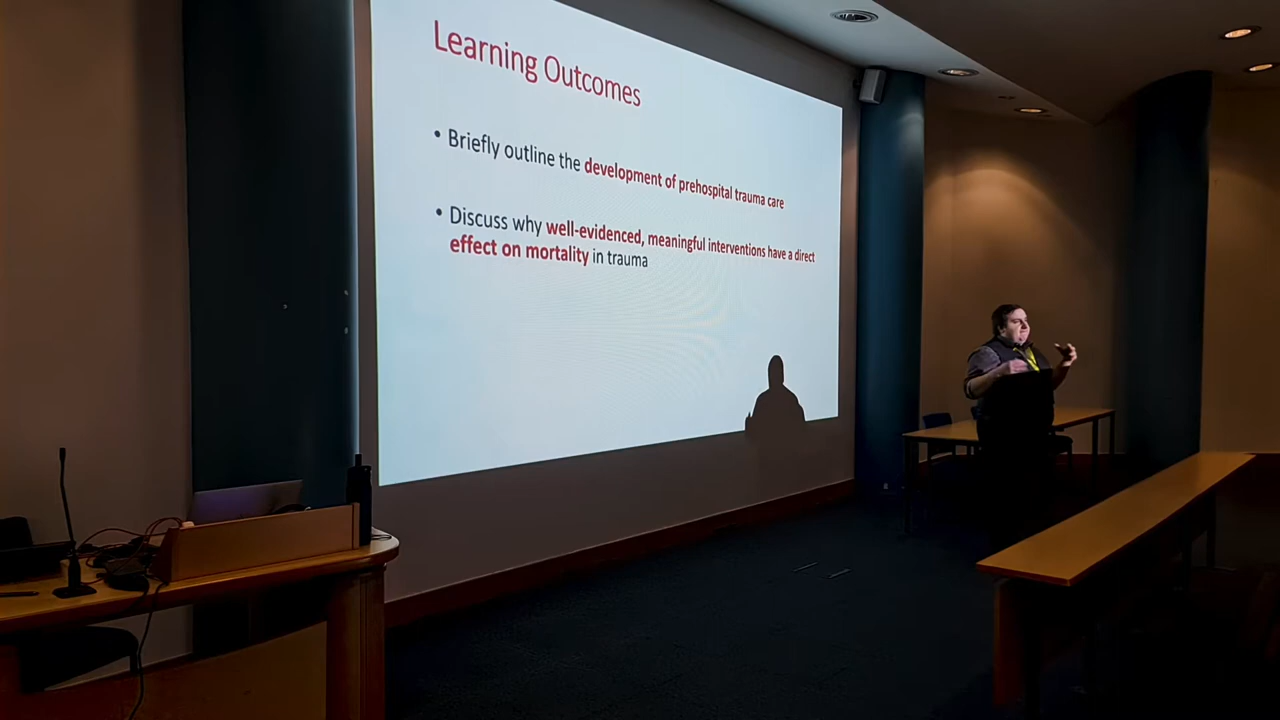 Learning Outcomes
• Briefly outline the development of prehospital trauma care
• Discuss why well-evidenced, meaningful interventions have a direct
effect on mortality in trauma